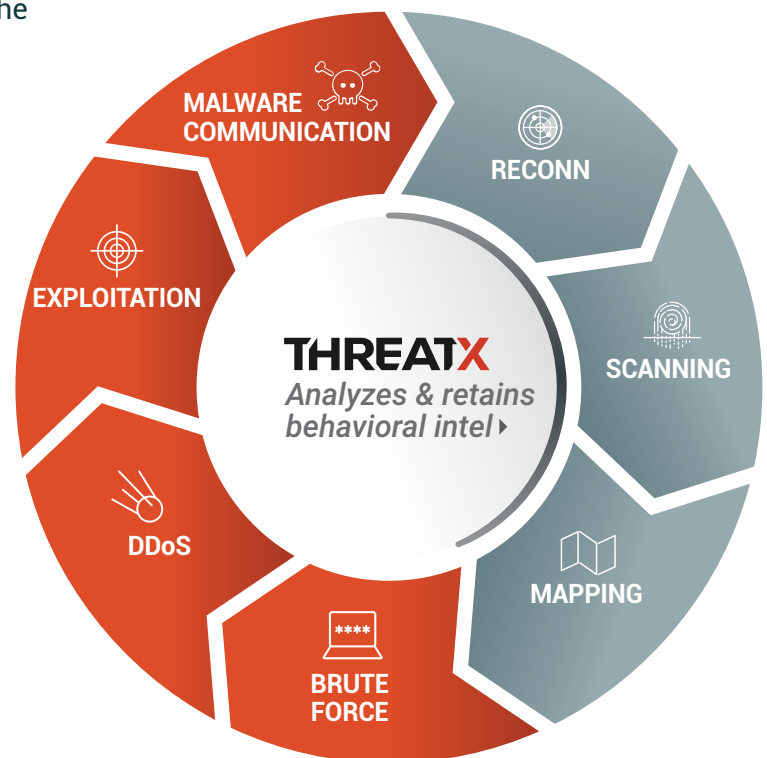 he
MALWARE
COMMUNICATION
RECONN
EXPLOITATION
SCANNING
THREATX
Analyzes & retains
behavioral intel
DDoS
MAPPING
****
BRUTE
FORCE